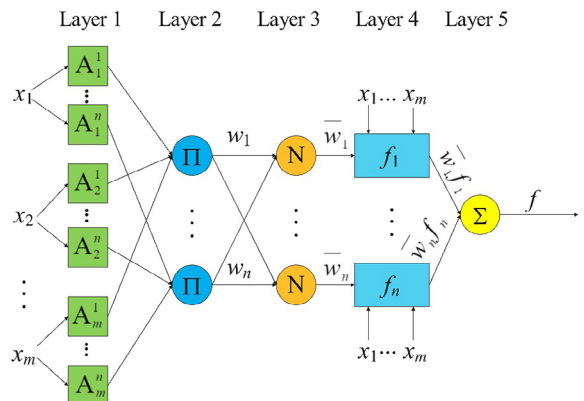 Layer 1 Layer 2 Layer 3 Layer 4 Layer 5
x₁ A₁¹ ⋮ A₁ⁿ
x₂ A₂¹ ⋮ A₂ⁿ
⋮
xₘ Aₘ¹ ⋮ Aₘⁿ
Π w₁ N w̅₁ x₁... xₘ f₁ w̅₁f₁
⋮ ⋮ ⋮
Π wₙ N w̅ₙ fₙ x₁... xₘ w̅ₙfₙ
Σ f